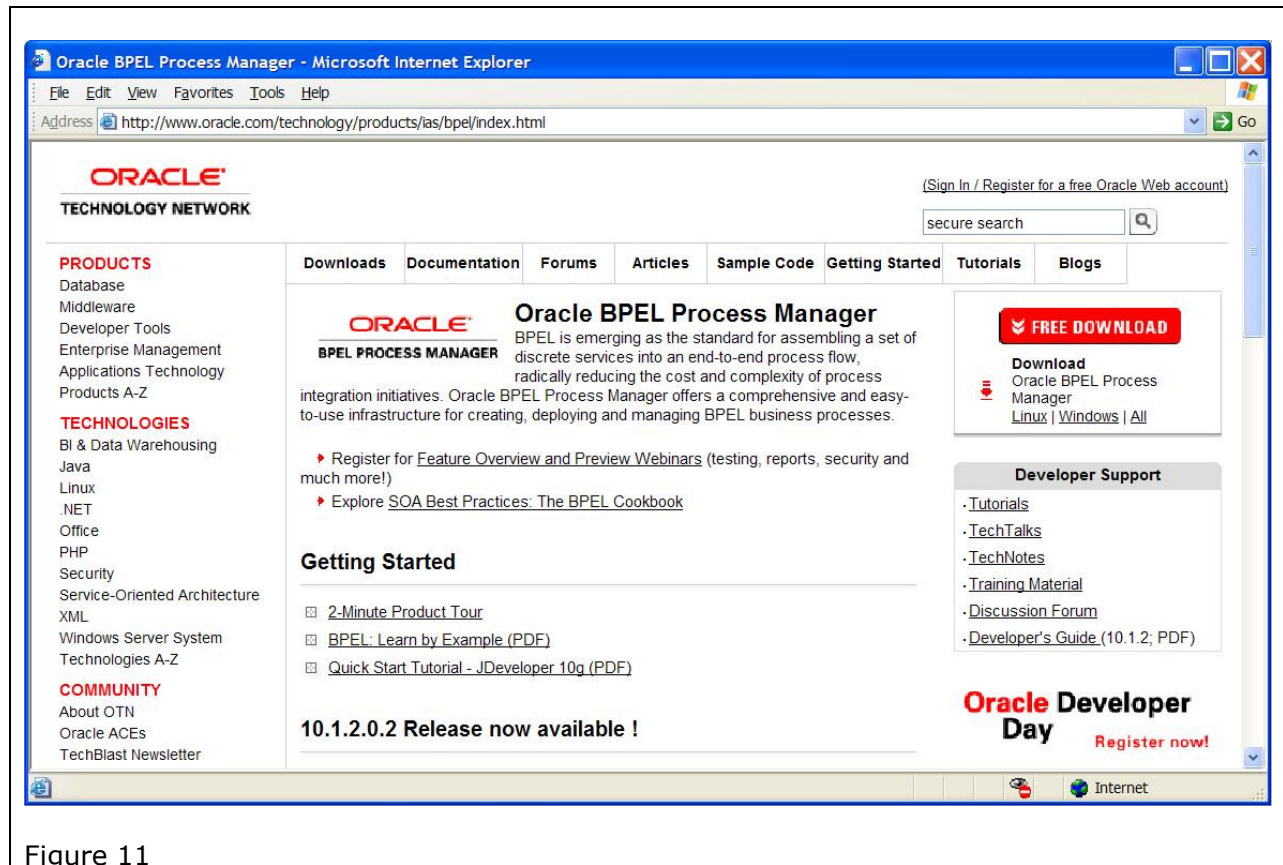 Oracle BPEL Process Manager - Microsoft Internet Explorer
File Edit View Favorites Tools Help
Address http://www.oracle.com/technology/products/ias/bpel/index.html Go
ORACLE
TECHNOLOGY NETWORK
(Sign In / Register for a free Oracle Web account)
secure search
PRODUCTS
Database
Middleware
Developer Tools
Enterprise Management
Applications Technology
Products A-Z
TECHNOLOGIES
BI & Data Warehousing
Java
Linux
.NET
Office
PHP
Security
Service-Oriented Architecture
XML
Windows Server System
Technologies A-Z
COMMUNITY
About OTN
Oracle ACEs
TechBlast Newsletter
Downloads Documentation Forums Articles Sample Code Getting Started Tutorials Blogs
ORACLE
BPEL PROCESS MANAGER
Oracle BPEL Process Manager
BPEL is emerging as the standard for assembling a set of
discrete services into an end-to-end process flow,
radically reducing the cost and complexity of process
integration initiatives. Oracle BPEL Process Manager offers a comprehensive and easy-
to-use infrastructure for creating, deploying and managing BPEL business processes.
Register for Feature Overview and Preview Webinars (testing, reports, security and
much more!)
Explore SOA Best Practices: The BPEL Cookbook
Getting Started
2-Minute Product Tour
BPEL: Learn by Example (PDF)
Quick Start Tutorial - JDeveloper 10g (PDF)
10.1.2.0.2 Release now available !
FREE DOWNLOAD
Download
Oracle BPEL Process
Manager
Linux | Windows | All
Developer Support
· Tutorials
· TechTalks
· TechNotes
· Training Material
· Discussion Forum
· Developer's Guide (10.1.2; PDF)
Oracle Developer
Day
Register now!
Internet
Figure 11